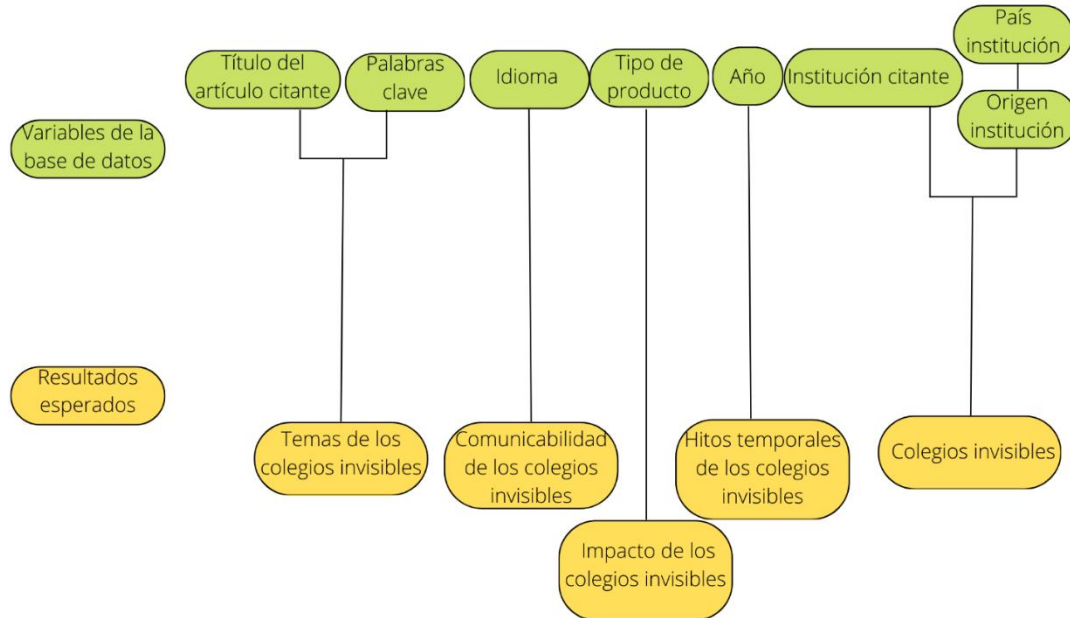 País
institución
Título del
artículo citante
Palabras
clave
Idioma
Tipo de
producto
Año
Institución citante
Origen
institución
Variables de la
base de datos
Resultados
esperados
Temas de los
colegios invisibles
Comunicabilidad
de los colegios
invisibles
Hitos temporales
de los colegios
invisibles
Colegios invisibles
Impacto de los
colegios invisibles